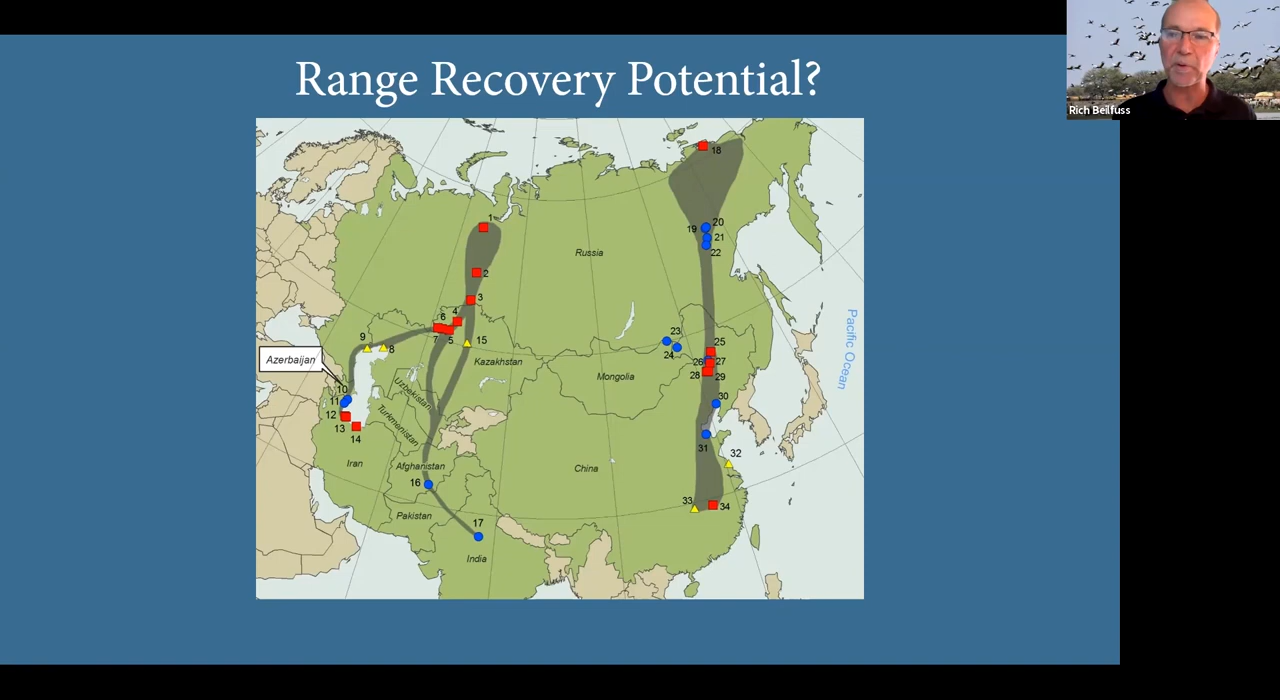 Range Recovery Potential?
Rich Beilfuss
18
1
19
20
21
22
Russia
2
3
4
6
7
5
15
9
8
Azerbaijan
Kazakhstan
23
24
Mongolia
25
26
27
28
29
Pacific Ocean
10
11
12
13
14
Uzbekistan
Turkmenistan
30
31
32
Iran
Afghanistan
16
China
Pakistan
17
33
34
India